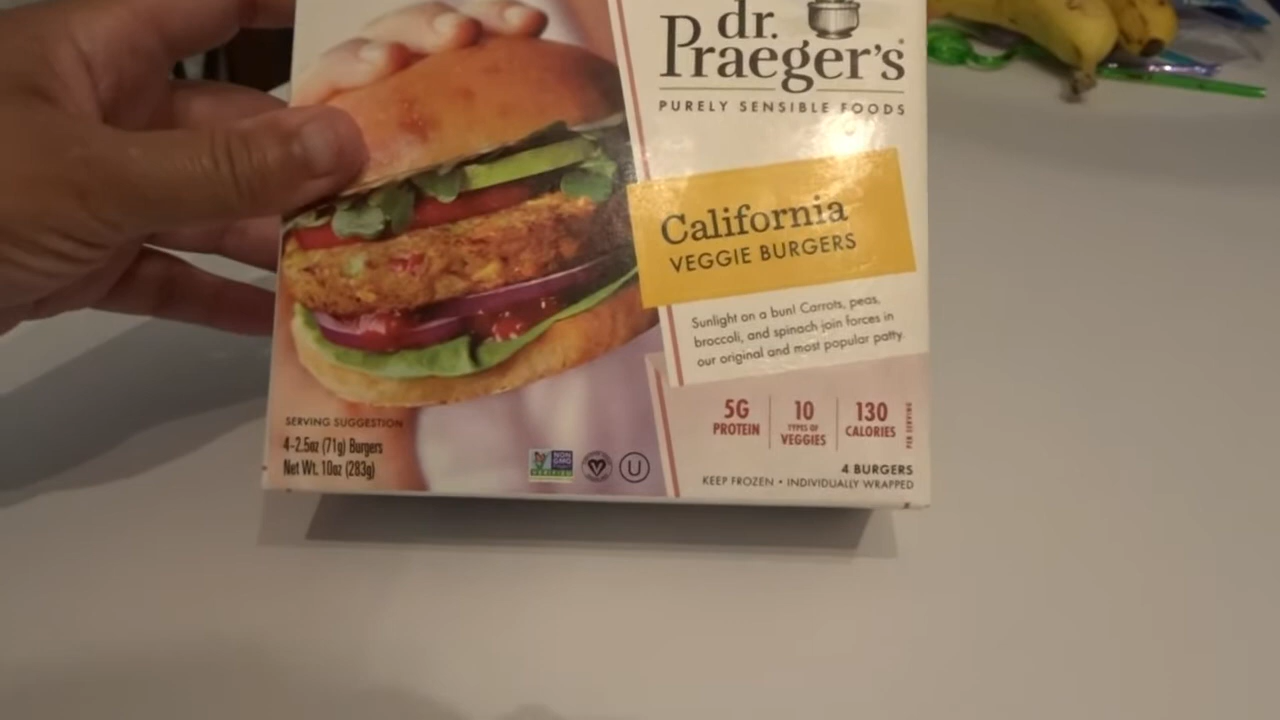 dr.
Praeger's
PURELY SENSIBLE FOODS
California
VEGGIE BURGERS
Sunlight on a bun! Carrots, peas,
broccoli, and spinach join forces in
our original and most popular patty.
5G
PROTEIN
10
TYPES OF
VEGGIES
130
CALORIES
PER SERVING
SERVING SUGGESTION
4-2.5oz (71g) Burgers
Net Wt. 10oz (283g)
NON
GMO
VERIFIED
U
4 BURGERS
KEEP FROZEN • INDIVIDUALLY WRAPPED